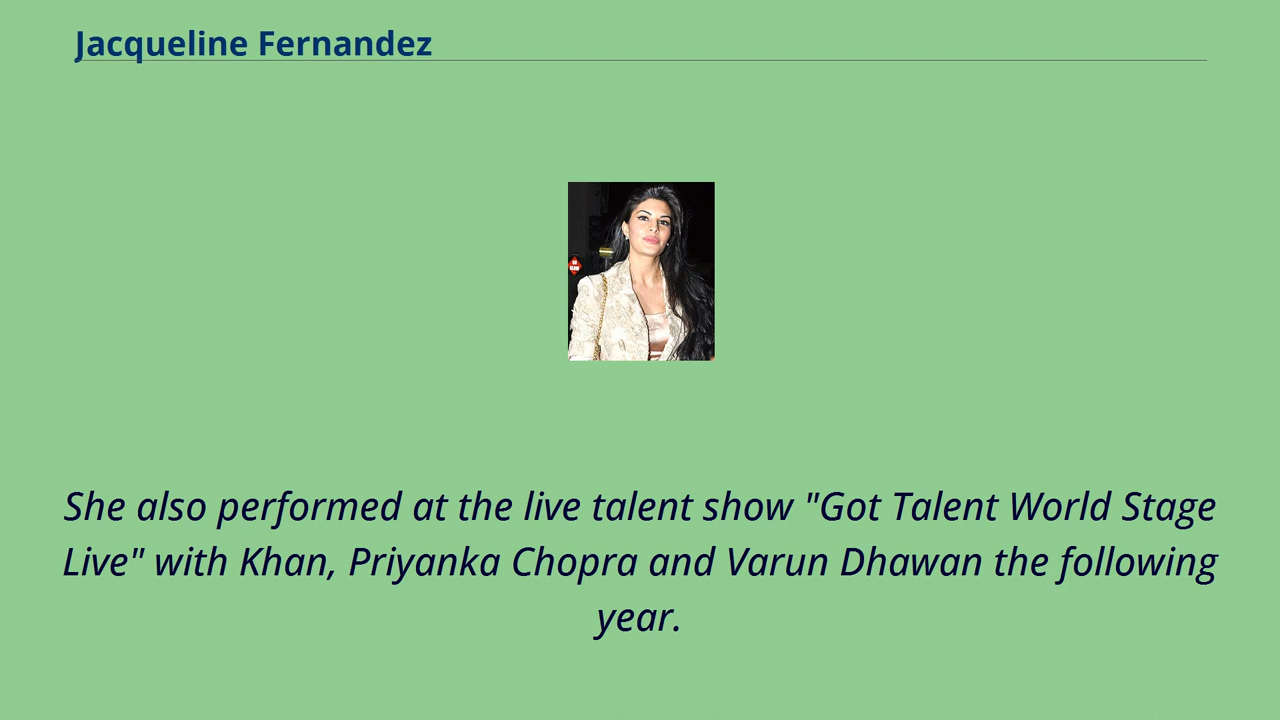 Jacqueline Fernandez
She also performed at the live talent show "Got Talent World Stage
Live" with Khan, Priyanka Chopra and Varun Dhawan the following
year.